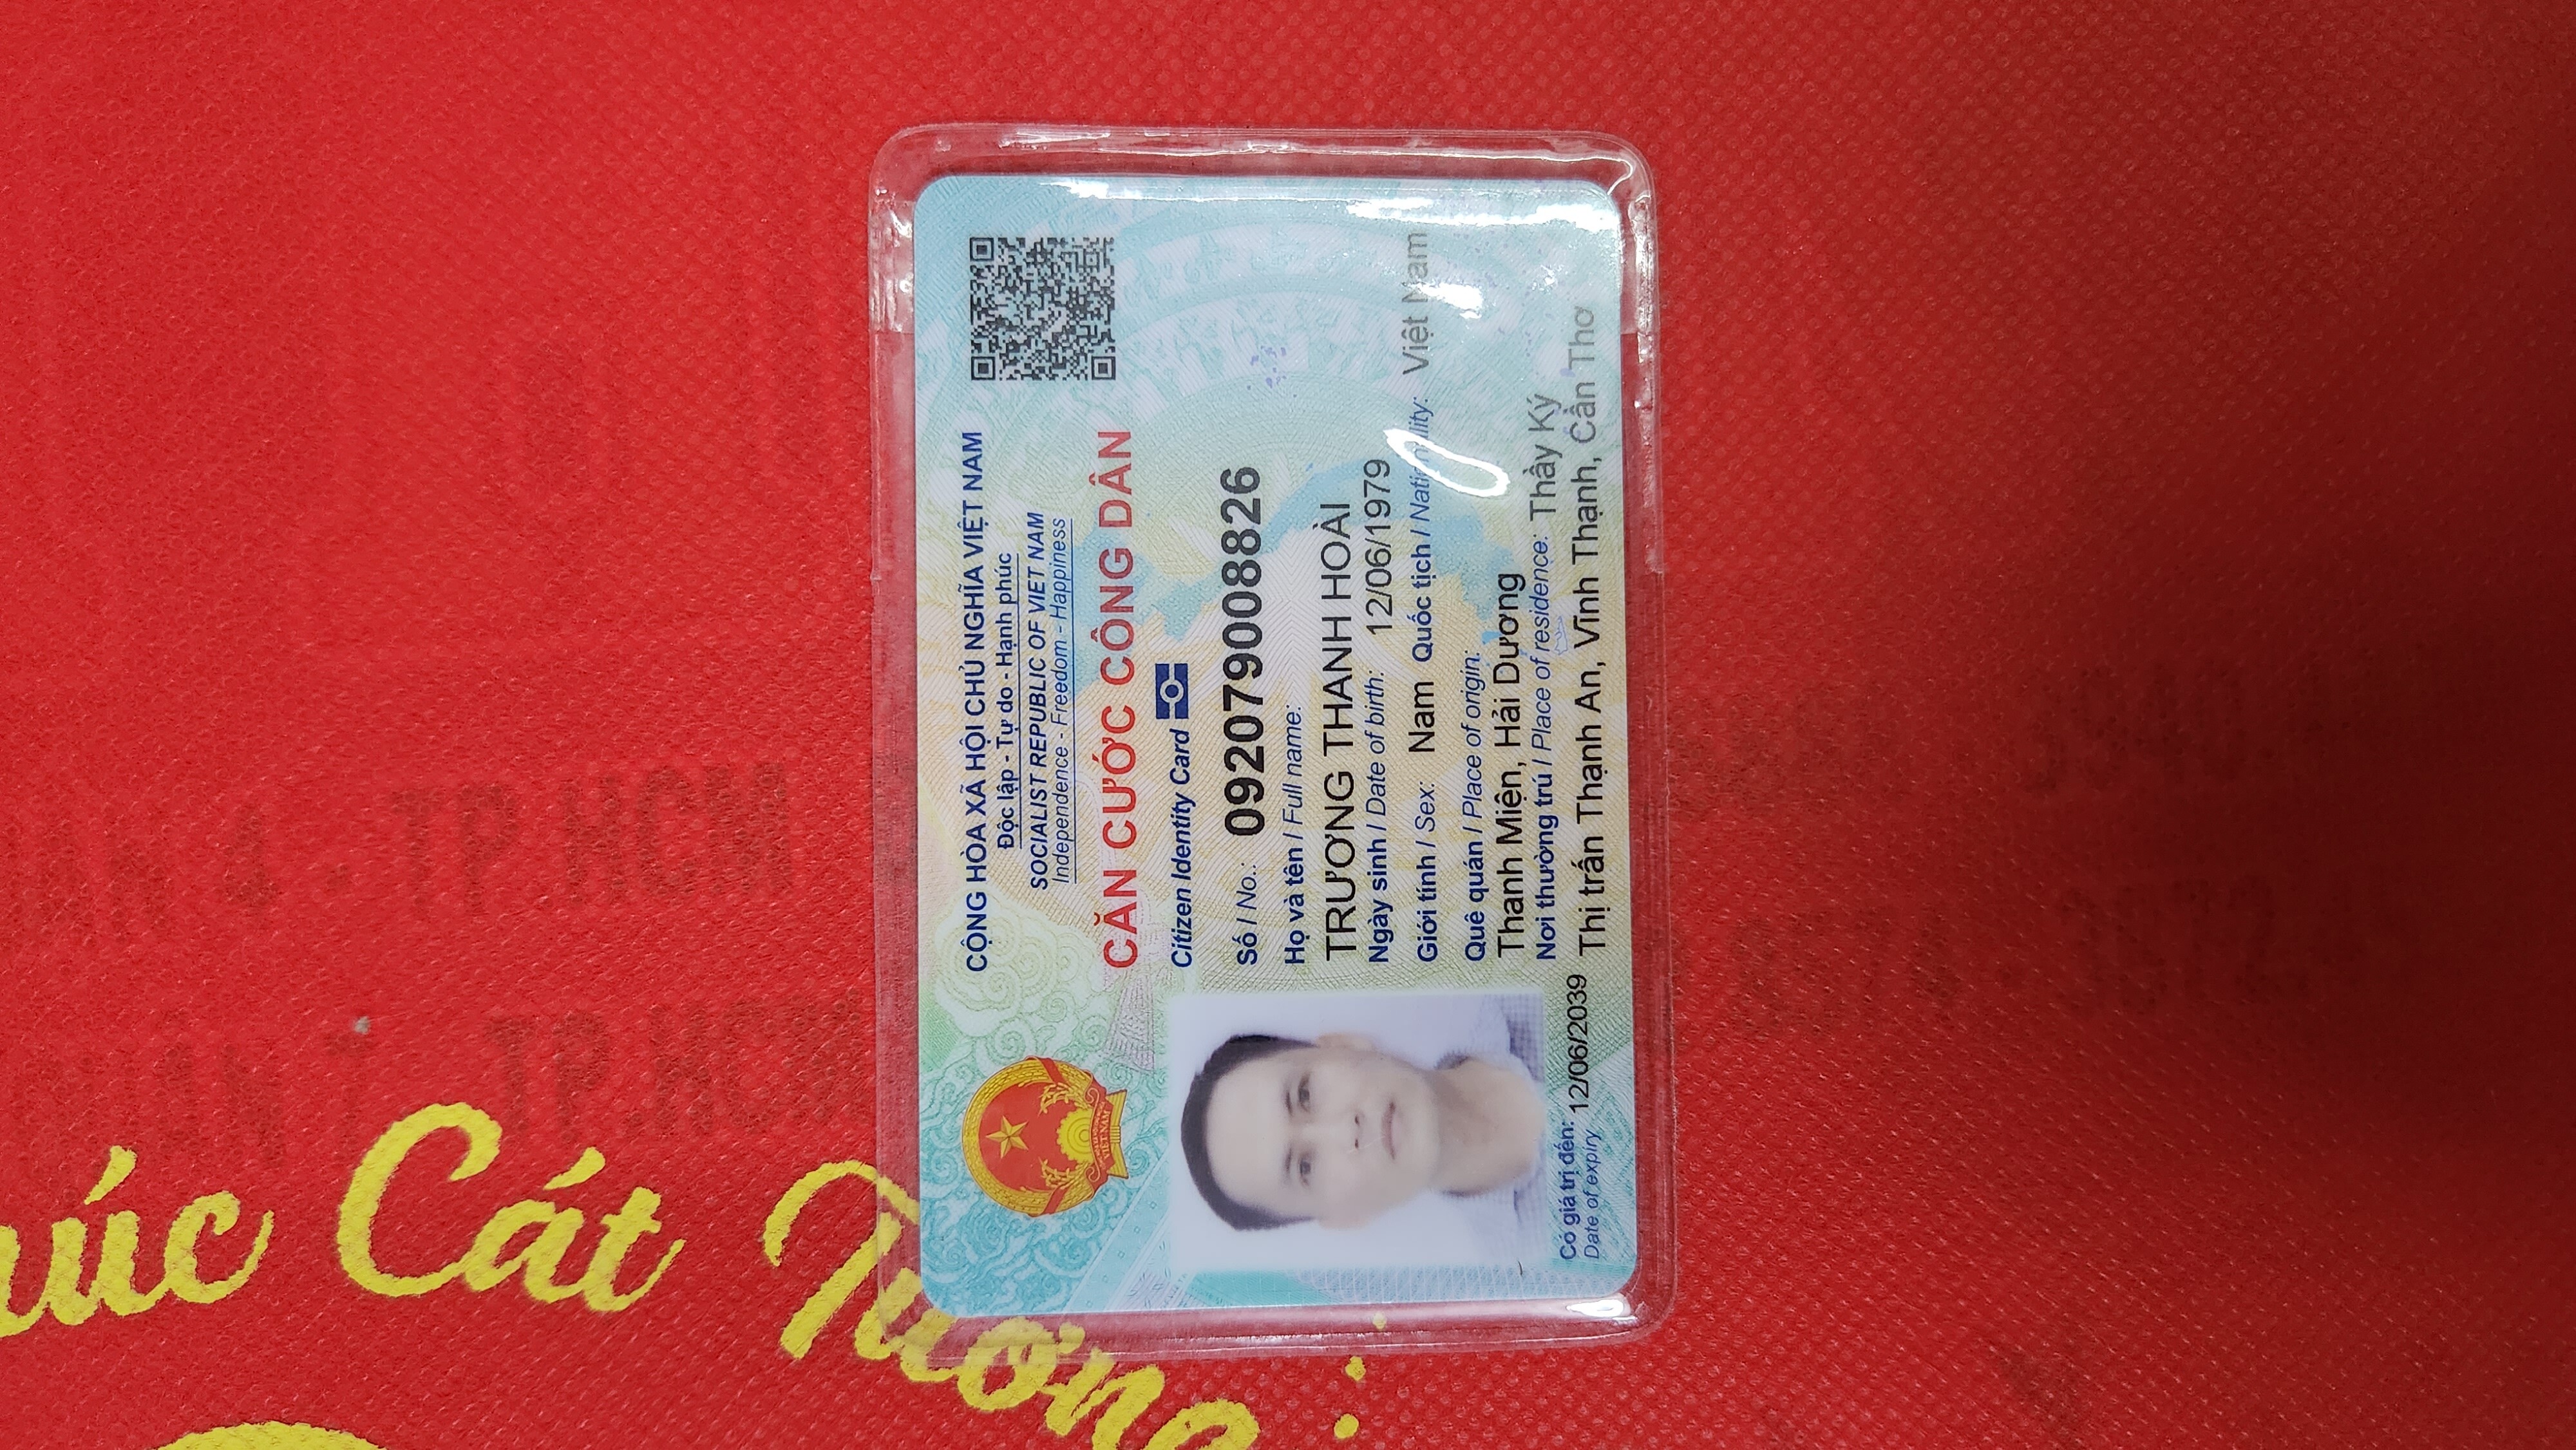 CỘNG HÒA XÃ HỘI CHỦ NGHĨA VIỆT NAM
Độc lập - Tự do - Hạnh phúc
SOCIALIST REPUBLIC OF VIET NAM
Independence - Freedom - Happiness
CĂN CƯỚC CÔNG DÂN
Citizen Identity Card
Số / No.: 092079008826
Họ và tên / Full name:
TRƯƠNG THANH HOÀI
Ngày sinh / Date of birth: 12/06/1979
Giới tính / Sex: Nam Quốc tịch / Nationality: Việt Nam
Quê quán / Place of origin:
Thanh Miện, Hải Dương
Nơi thường trú / Place of residence: Thầy Ký
Thị trấn Thạnh An, Vĩnh Thạnh, Cần Thơ
Có giá trị đến: 12/06/2039
Date of expiry
Cát Tường
TP.HCM